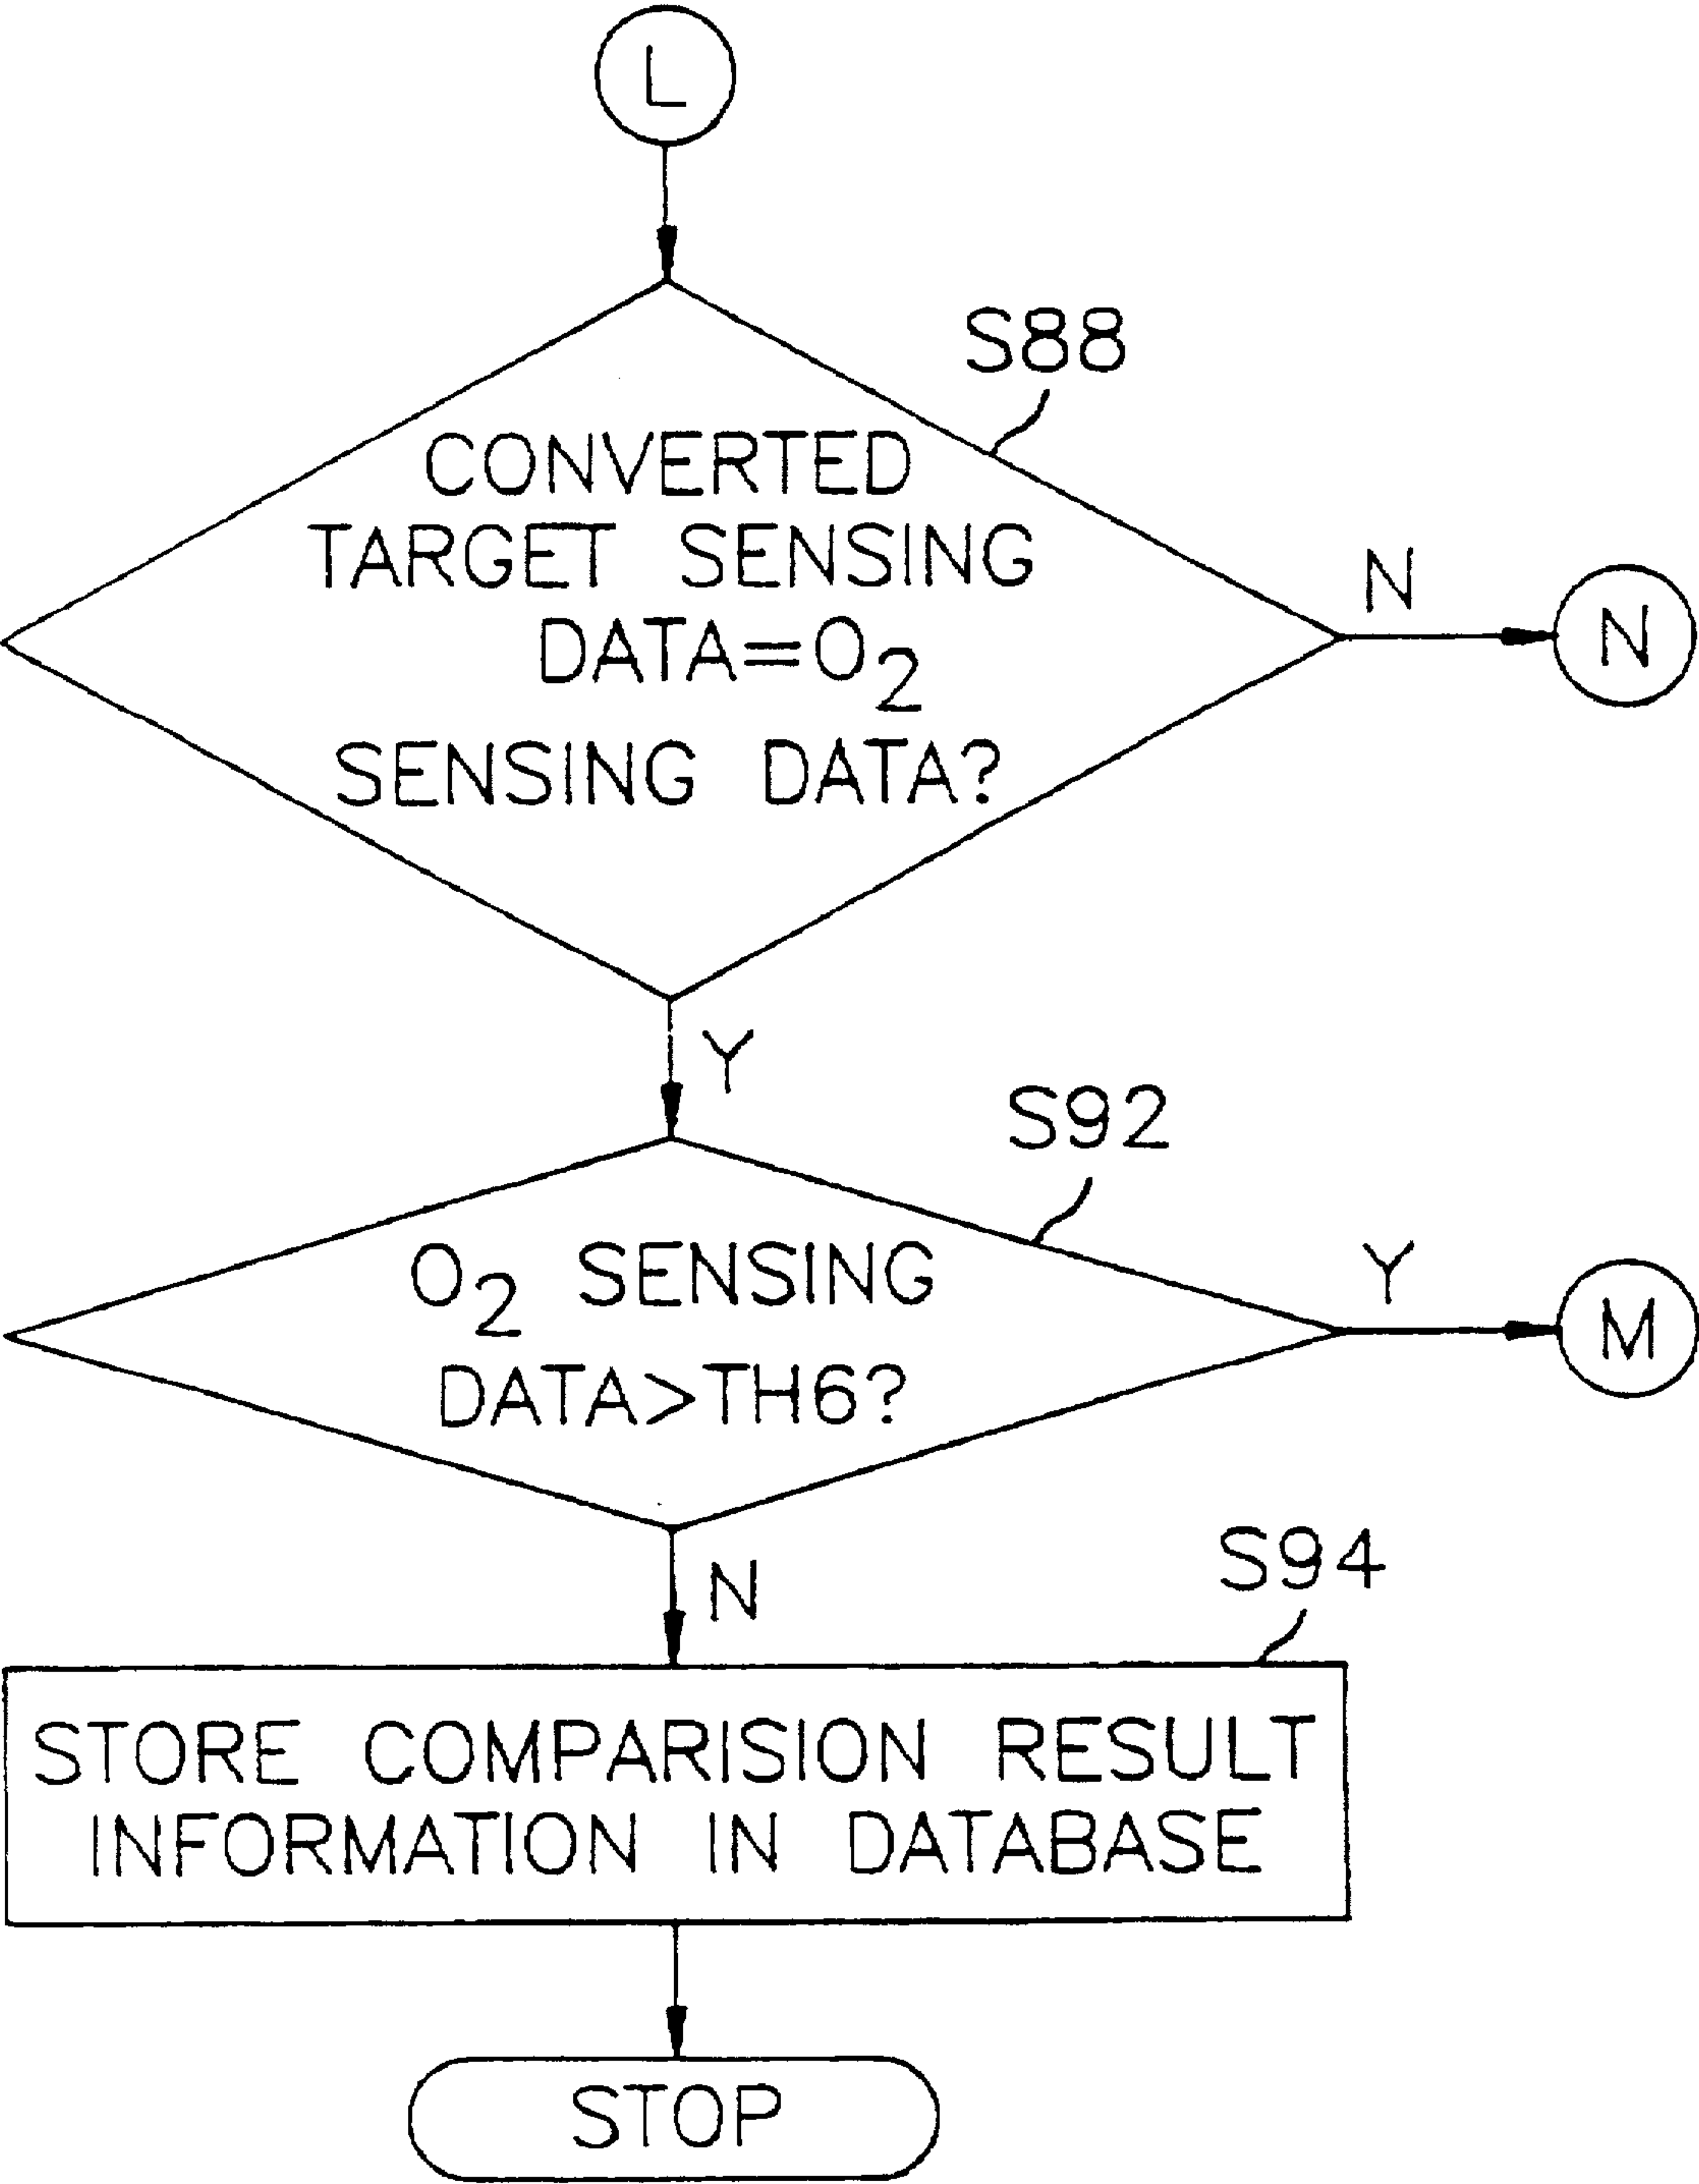 L
S88
CONVERTED
TARGET SENSING
DATA=O2
SENSING DATA?
N
N
Y
S92
O2 SENSING
DATA>TH6?
Y
M
N
S94
STORE COMPARISION RESULT
INFORMATION IN DATABASE
STOP